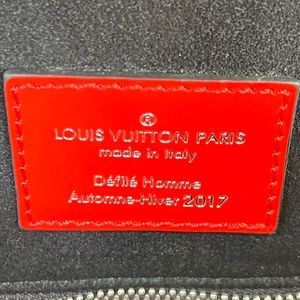 ®
LOUIS VUITTON PARIS
made in Italy
Défilé Homme
Automne-Hiver 2017